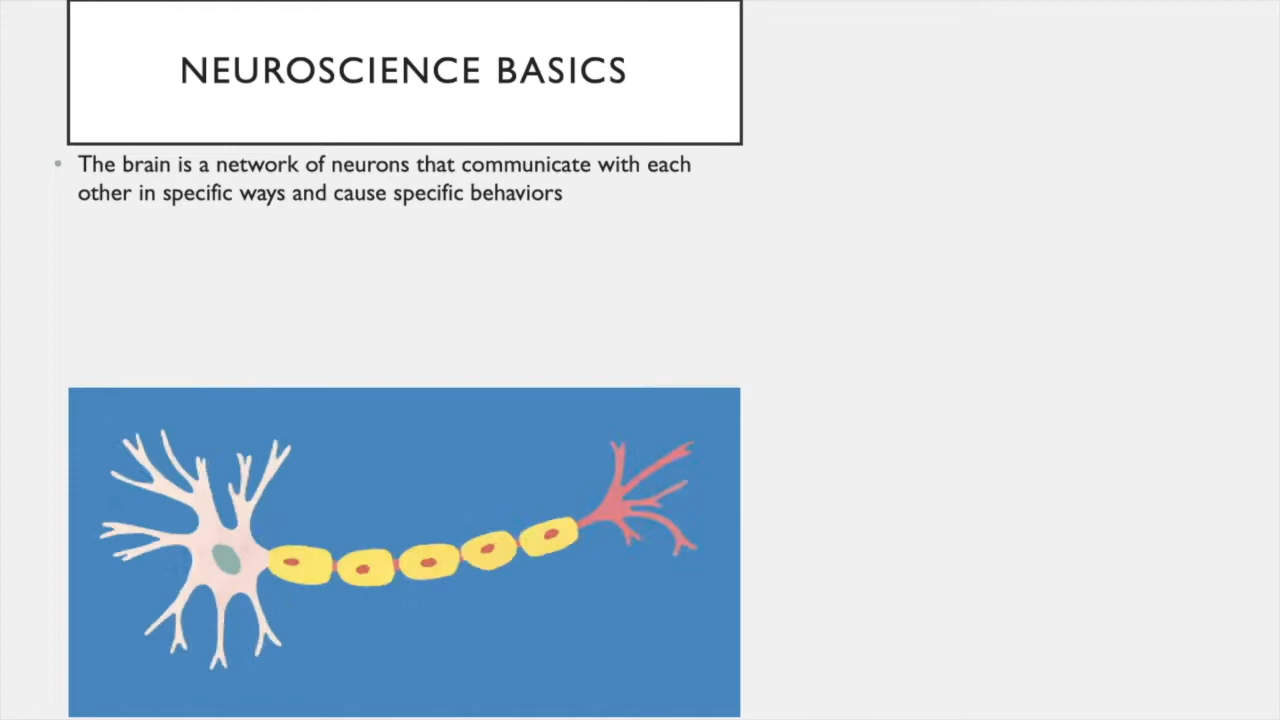 NEUROSCIENCE BASICS
• The brain is a network of neurons that communicate with each
other in specific ways and cause specific behaviors